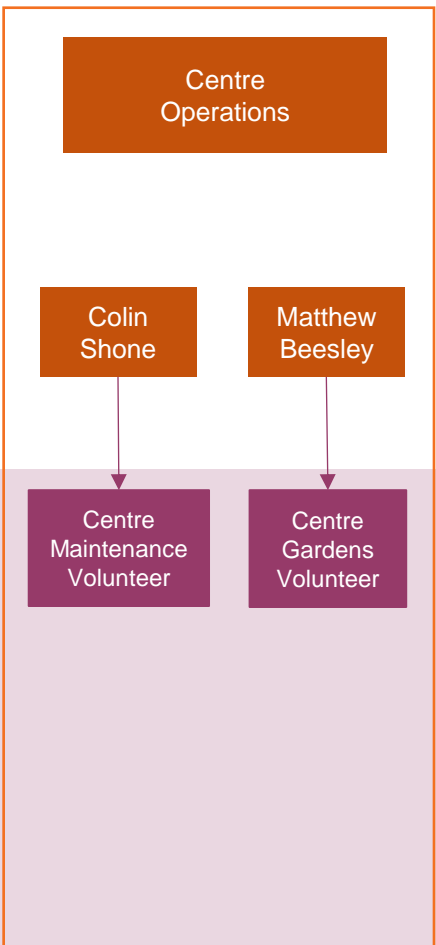 Centre
Operations
Colin
Shone
Matthew
Beesley
Centre
Maintenance
Volunteer
Centre
Gardens
Volunteer